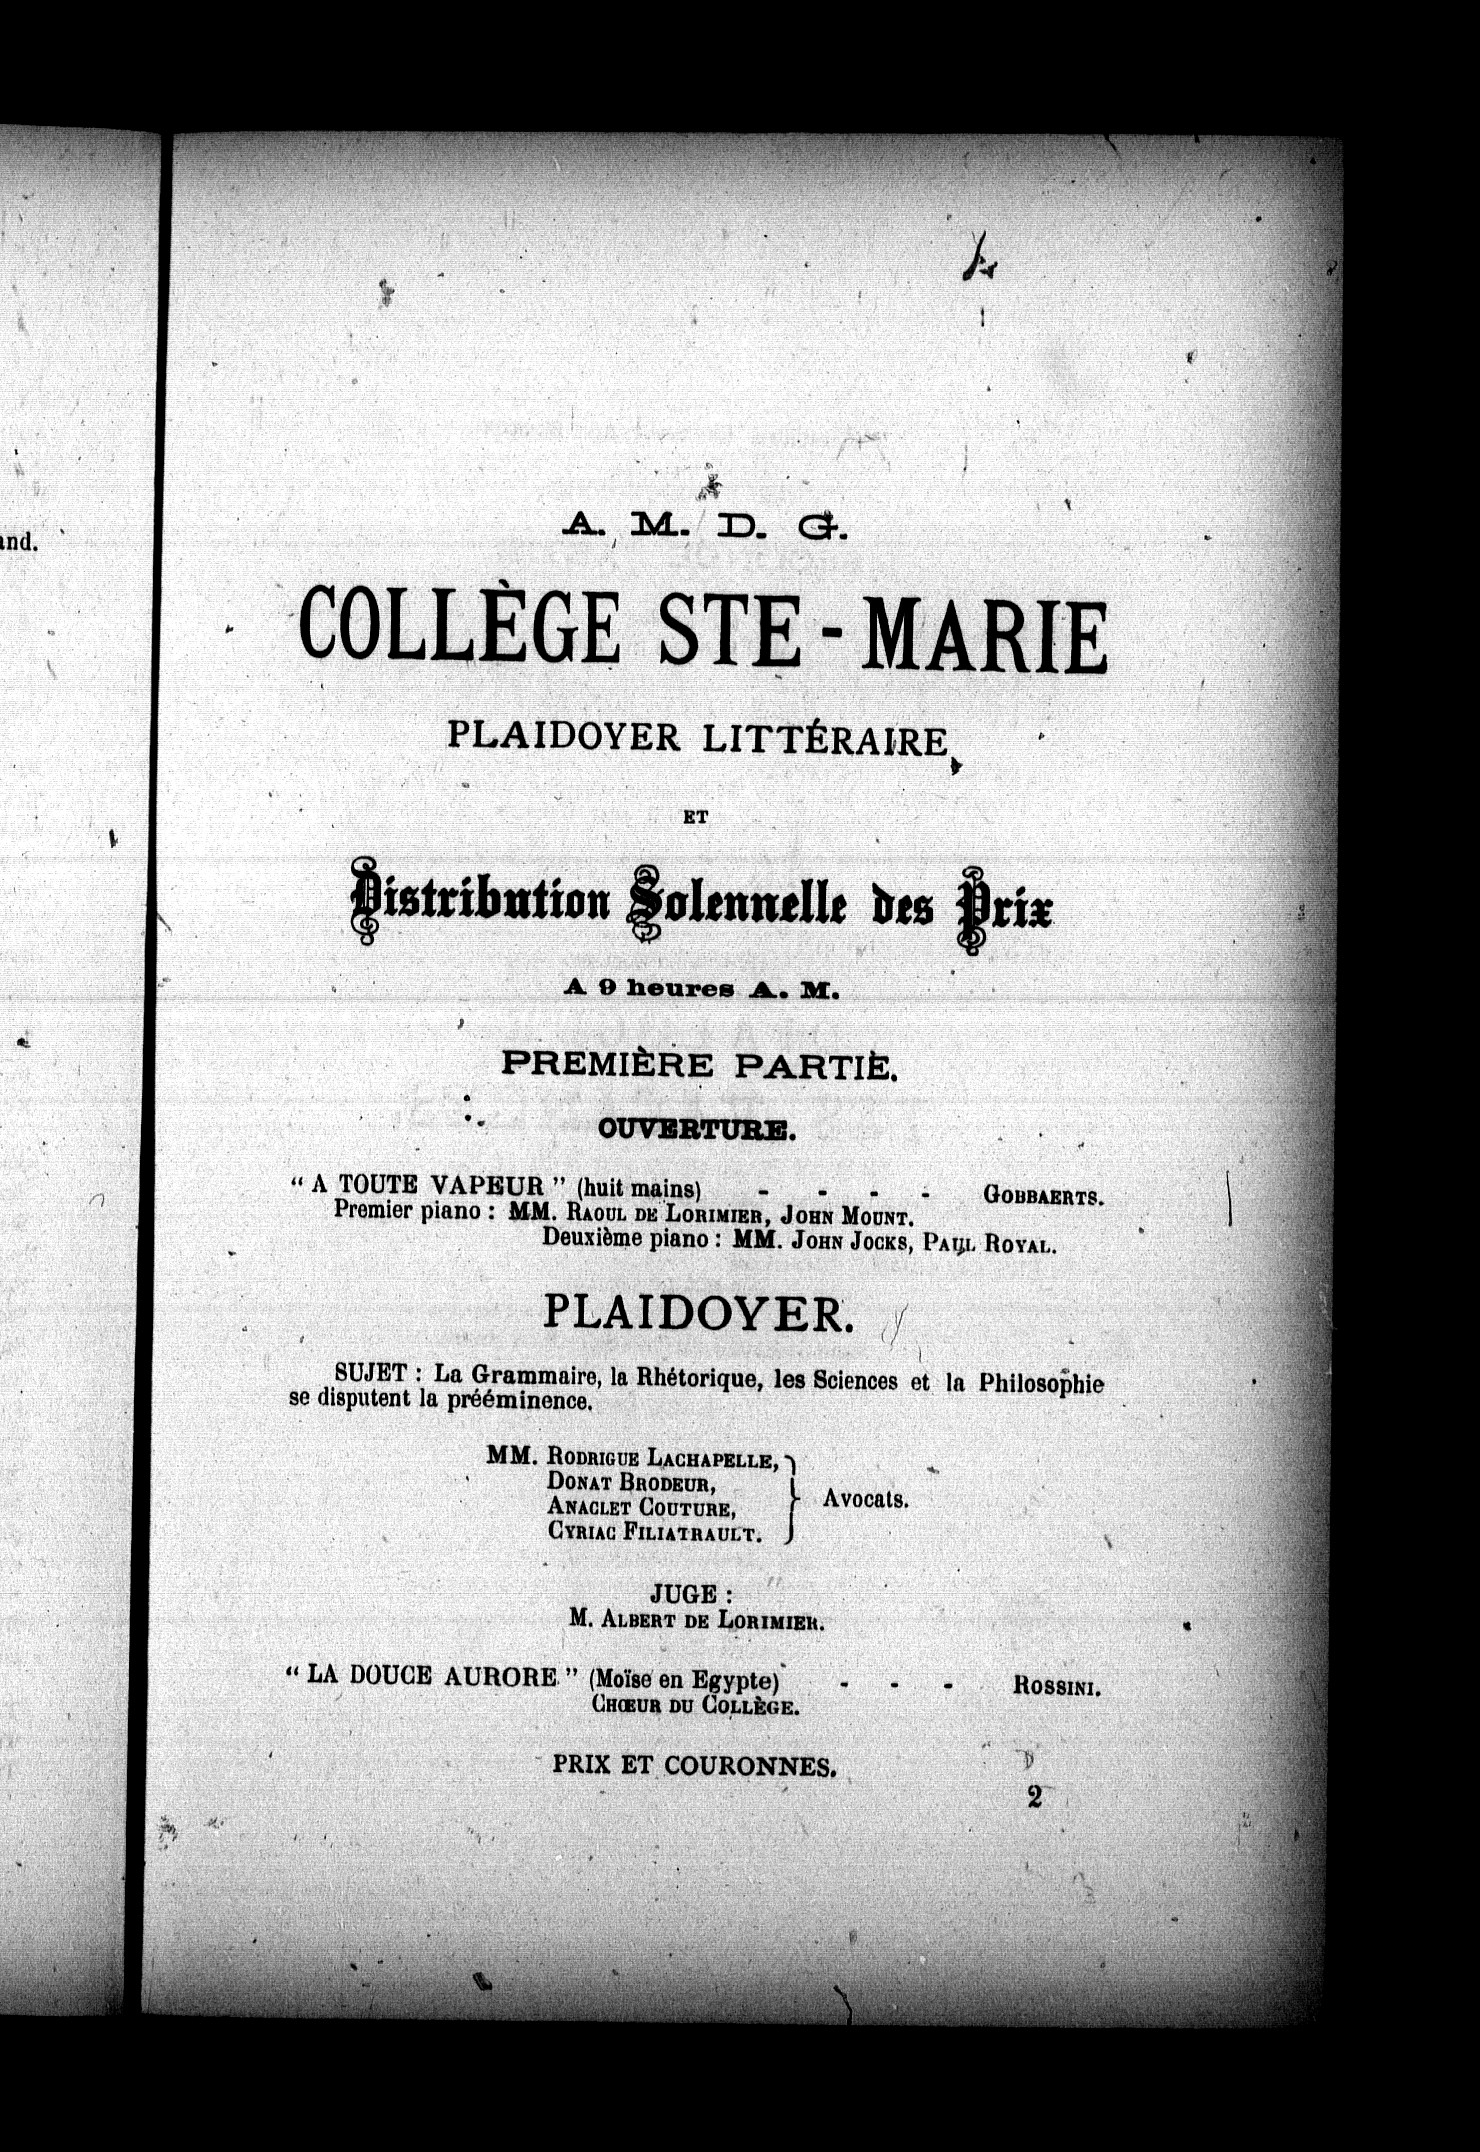 and.
A. M. D. G.
COLLÈGE STE-MARIE
PLAIDOYER LITTÉRAIRE
ET
Distribution Solennelle des Prix
A 9 heures A. M.
PREMIÈRE PARTIE.
OUVERTURE.
“ A TOUTE VAPEUR ” (huit mains) - - - - GOBBAERTS.
Premier piano : MM. RAOUL DE LORIMIER, JOHN MOUNT.
Deuxième piano : MM. JOHN JOCKS, PAUL ROYAL.
PLAIDOYER.
SUJET : La Grammaire, la Rhétorique, les Sciences et la Philosophie
se disputent la prééminence.
MM. RODRIGUE LACHAPELLE,
DONAT BRODEUR,
ANACLET COUTURE,
CYRIAC FILIATRAULT.
Avocats.
JUGE :
M. ALBERT DE LORIMIER.
“ LA DOUCE AURORE ” (Moïse en Egypte) - - - ROSSINI.
CHŒUR DU COLLÈGE.
PRIX ET COURONNES.
2